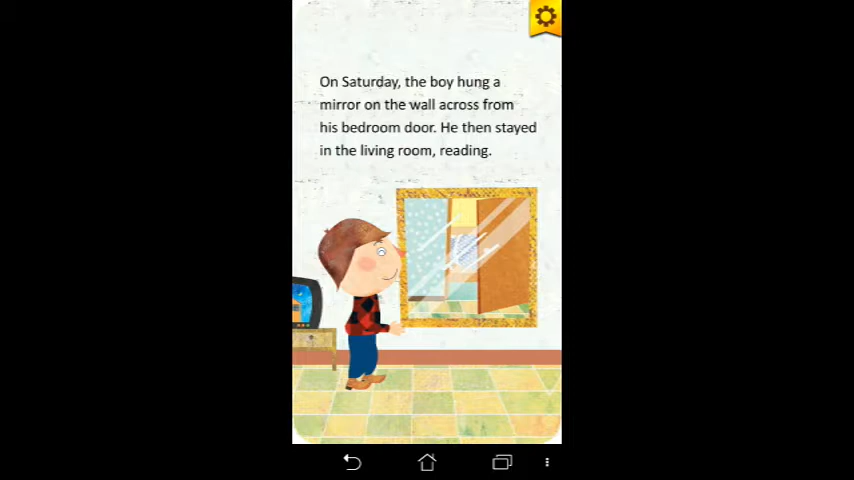 On Saturday, the boy hung a
mirror on the wall across from
his bedroom door. He then stayed
in the living room, reading.